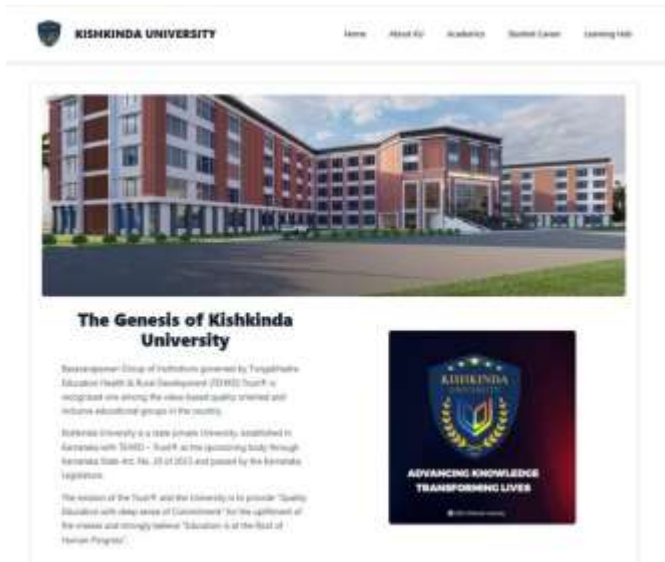 KISHKINDA UNIVERSITY
Home About KU Academics Student Career Learning Hub
The Genesis of Kishkinda
University
Group of Institutions governed by Tungabhadra
Education Health & Rural Development (TEHRD) Trust® is
recognized one among the value based quality oriented and
inclusive educational groups in the country.
Kishkinda University is a state private University, established in
Karnataka with TEHRD – Trust® as the sponsoring body through
Karnataka State Act. No. 20 of 2023 and passed by the Karnataka
Legislature.
The mission of the Trust® and the University is to provide "Quality
Education with deep sense of Commitment" for the upliftment of
the masses and strongly believe "Education is at the Root of
Human Progress".
KISHKINDA
UNIVERSITY
ADVANCING KNOWLEDGE
TRANSFORMING LIVES